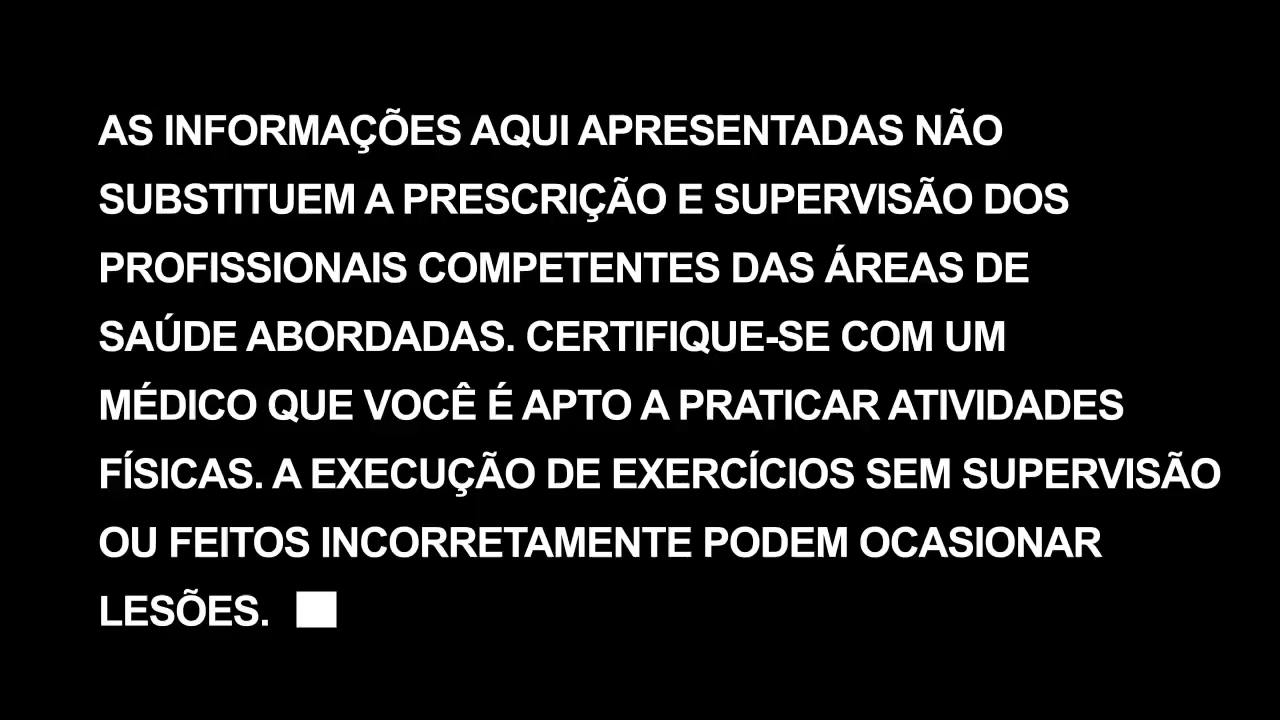 AS INFORMAÇÕES AQUI APRESENTADAS NÃO
SUBSTITUEM A PRESCRIÇÃO E SUPERVISÃO DOS
PROFISSIONAIS COMPETENTES DAS ÁREAS DE
SAÚDE ABORDADAS. CERTIFIQUE-SE COM UM
MÉDICO QUE VOCÊ É APTO A PRATICAR ATIVIDADES
FÍSICAS. A EXECUÇÃO DE EXERCÍCIOS SEM SUPERVISÃO
OU FEITOS INCORRETAMENTE PODEM OCASIONAR
LESÕES.